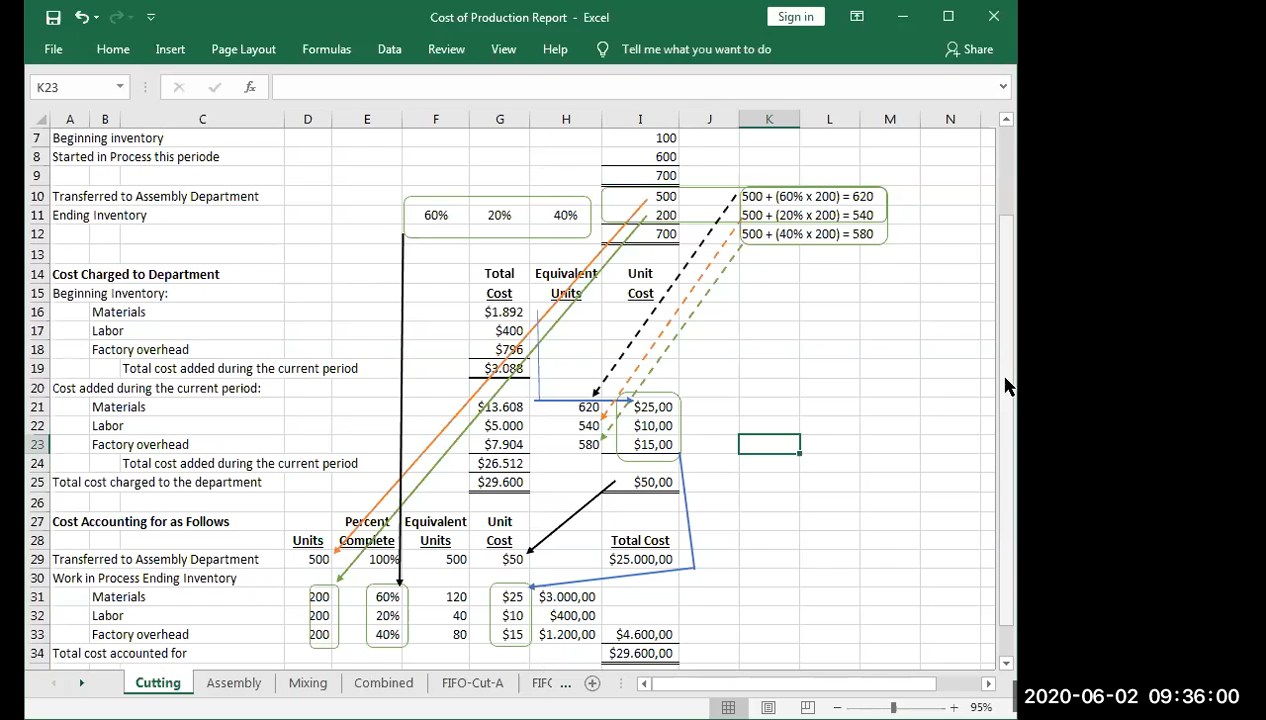 Cost of Production Report - Excel
Sign in
File Home Insert Page Layout Formulas Data Review View Help Tell me what you want to do Share
K23 fx
A B C D E F G H I J K L M N
7 Beginning inventory 100
8 Started in Process this periode 600
9 700
10 Transferred to Assembly Department 500 500 + (60% x 200) = 620
11 Ending Inventory 60% 20% 40% 200 500 + (20% x 200) = 540
12 700 500 + (40% x 200) = 580
13
14 Cost Charged to Department Total Equivalent Unit
15 Beginning Inventory: Cost Units Cost
16 Materials $1.892
17 Labor $400
18 Factory overhead $796
19 Total cost added during the current period $3.088
20 Cost added during the current period:
21 Materials $13.608 620 $25,00
22 Labor $5.000 540 $10,00
23 Factory overhead $7.904 580 $15,00
24 Total cost added during the current period $26.512
25 Total cost charged to the department $29.600 $50,00
26
27 Cost Accounting for as Follows Percent Equivalent Unit
28 Units Complete Units Cost Total Cost
29 Transferred to Assembly Department 500 100% 500 $50 $25.000,00
30 Work in Process Ending Inventory
31 Materials 200 60% 120 $25 $3.000,00
32 Labor 200 20% 40 $10 $400,00
33 Factory overhead 200 40% 80 $15 $1.200,00 $4.600,00
34 Total cost accounted for $29.600,00
Cutting Assembly Mixing Combined FIFO-Cut-A FIFC ...
95%
2020-06-02 09:36:00